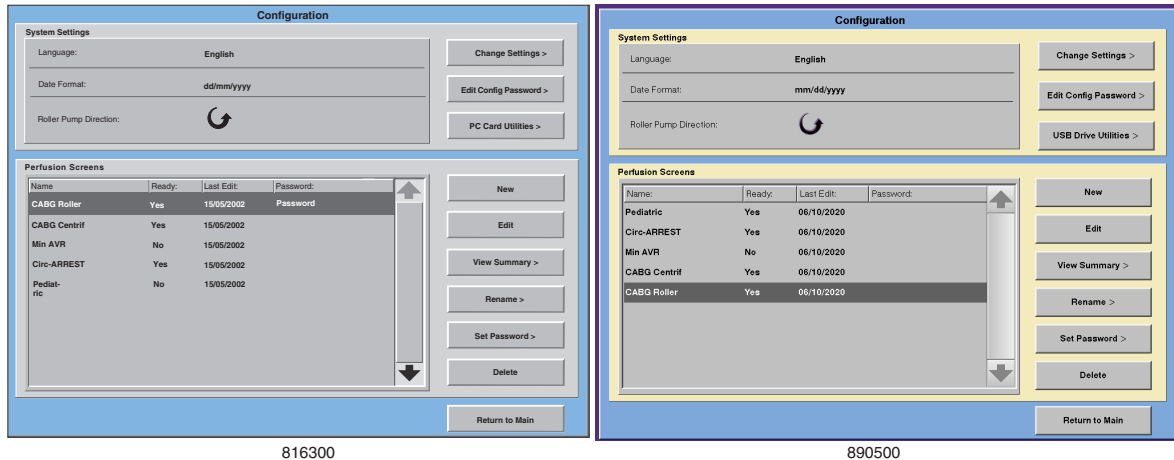 Configuration
System Settings
Language: English
Change Settings >
Date Format: dd/mm/yyyy
Edit Config Password >
Roller Pump Direction:
PC Card Utilities >
Perfusion Screens
Name Ready: Last Edit: Password:
CABG Roller Yes 15/05/2002 Password
CABG Centrif Yes 15/05/2002
Min AVR No 15/05/2002
Circ-ARREST Yes 15/05/2002
Pediat- No 15/05/2002
ric
New
Edit
View Summary >
Rename >
Set Password >
Delete
Return to Main
816300
Configuration
System Settings
Language: English
Change Settings >
Date Format: mm/dd/yyyy
Edit Config Password >
Roller Pump Direction:
USB Drive Utilities >
Perfusion Screens
Name: Ready: Last Edit: Password:
Pediatric Yes 06/10/2020
Circ-ARREST Yes 06/10/2020
Min AVR No 06/10/2020
CABG Centrif Yes 06/10/2020
CABG Roller Yes 06/10/2020
New
Edit
View Summary >
Rename >
Set Password >
Delete
Return to Main
890500